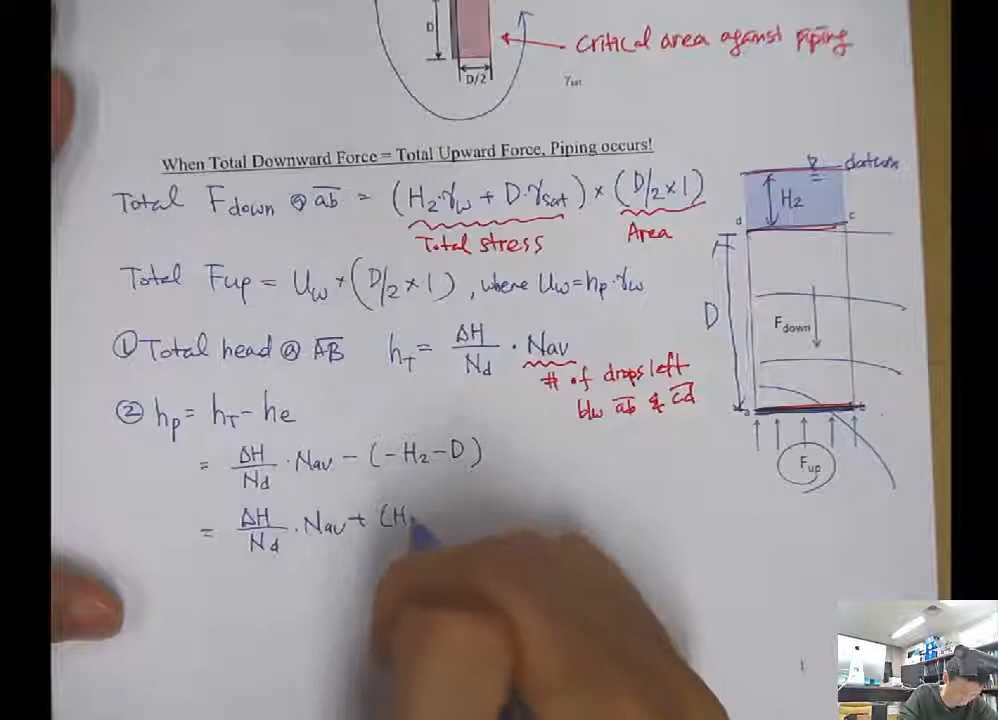 D
D/2
critical area against piping
γsat
When Total Downward Force = Total Upward Force, Piping occurs!
Total Fdown @ ab = (H2·γw + D·γsat) × (D/2 × 1)
Total stress
Area
Total Fup = Uw × (D/2 × 1), where Uw = hp·γw
① Total head @ AB hT = ΔH/Nd · Nav
# of drops left
b/w ab & cd
② hp = hT - he
= ΔH/Nd · Nav - (-H2 - D)
= ΔH/Nd · Nav + (H
datum
H2
d
c
D
Fdown
a
Fup
1